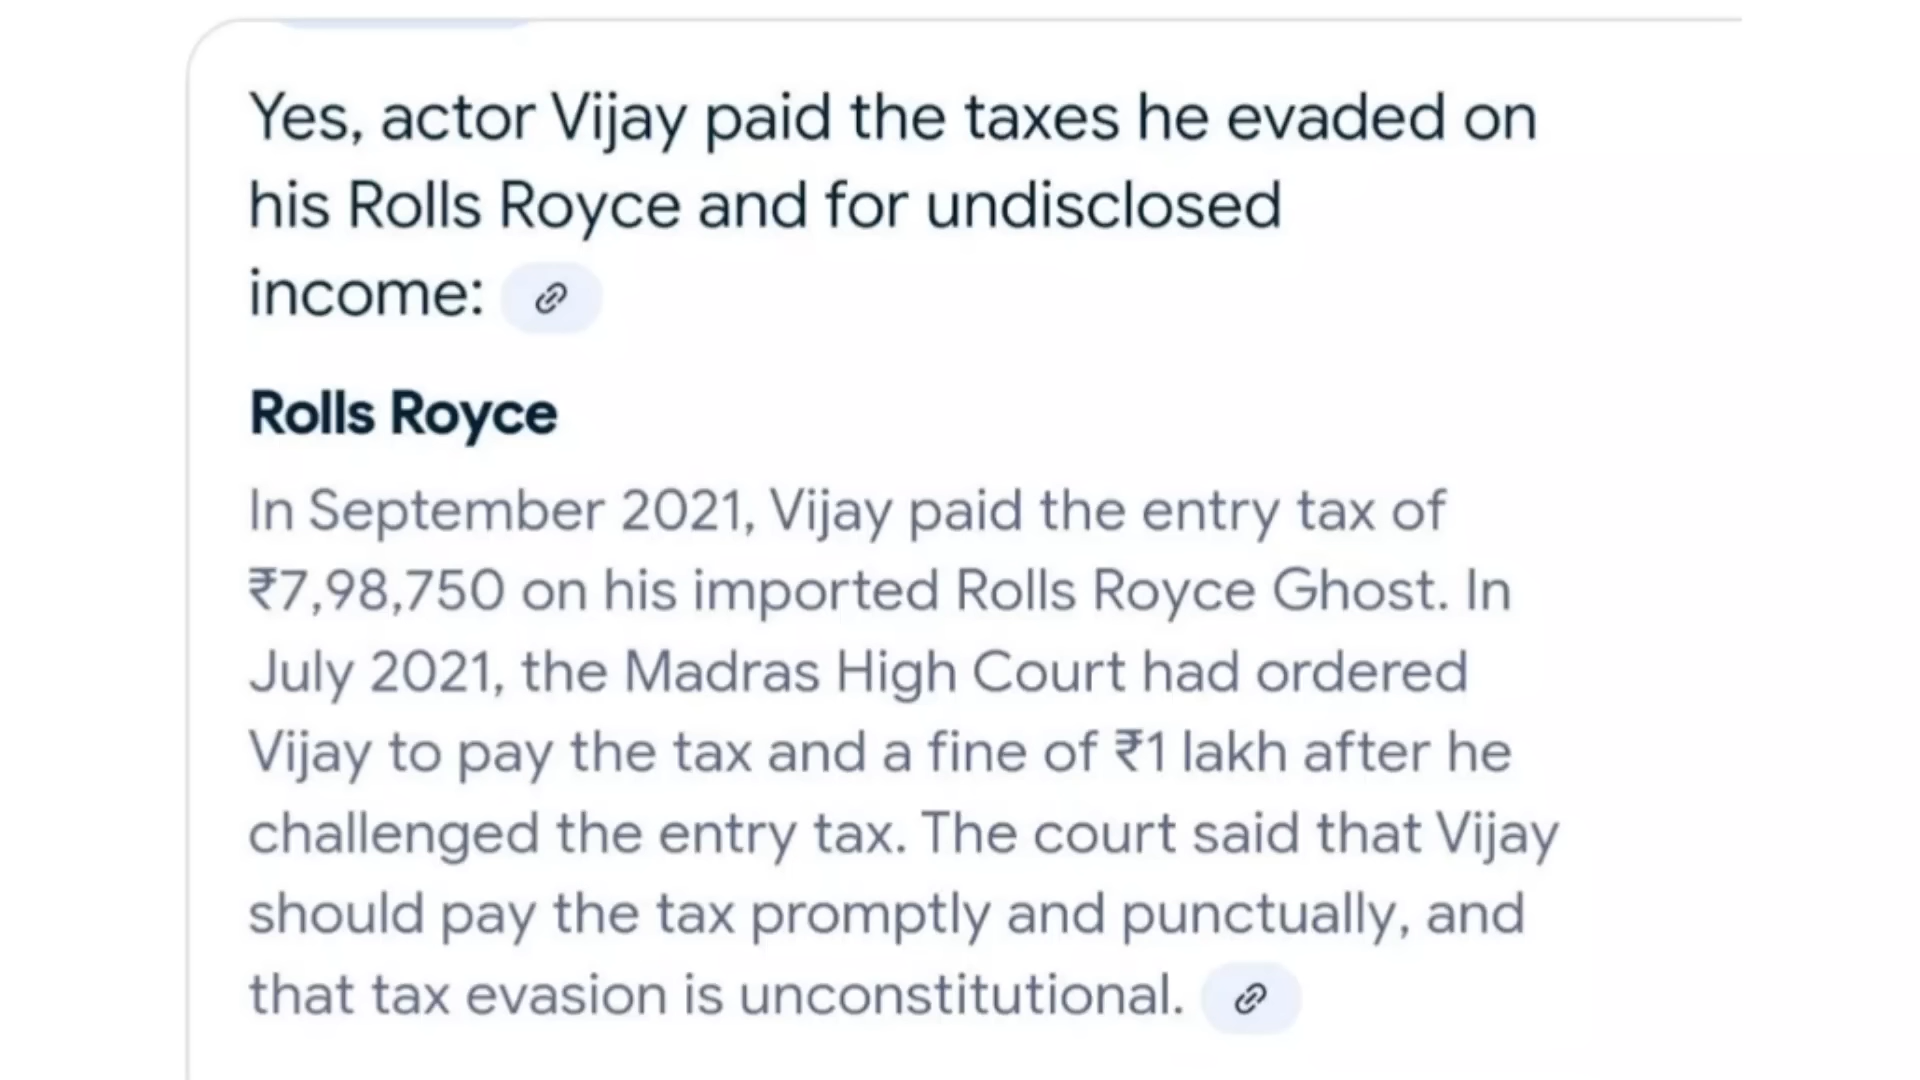 Yes, actor Vijay paid the taxes he evaded on
his Rolls Royce and for undisclosed
income:
Rolls Royce
In September 2021, Vijay paid the entry tax of
₹7,98,750 on his imported Rolls Royce Ghost. In
July 2021, the Madras High Court had ordered
Vijay to pay the tax and a fine of ₹1 lakh after he
challenged the entry tax. The court said that Vijay
should pay the tax promptly and punctually, and
that tax evasion is unconstitutional.